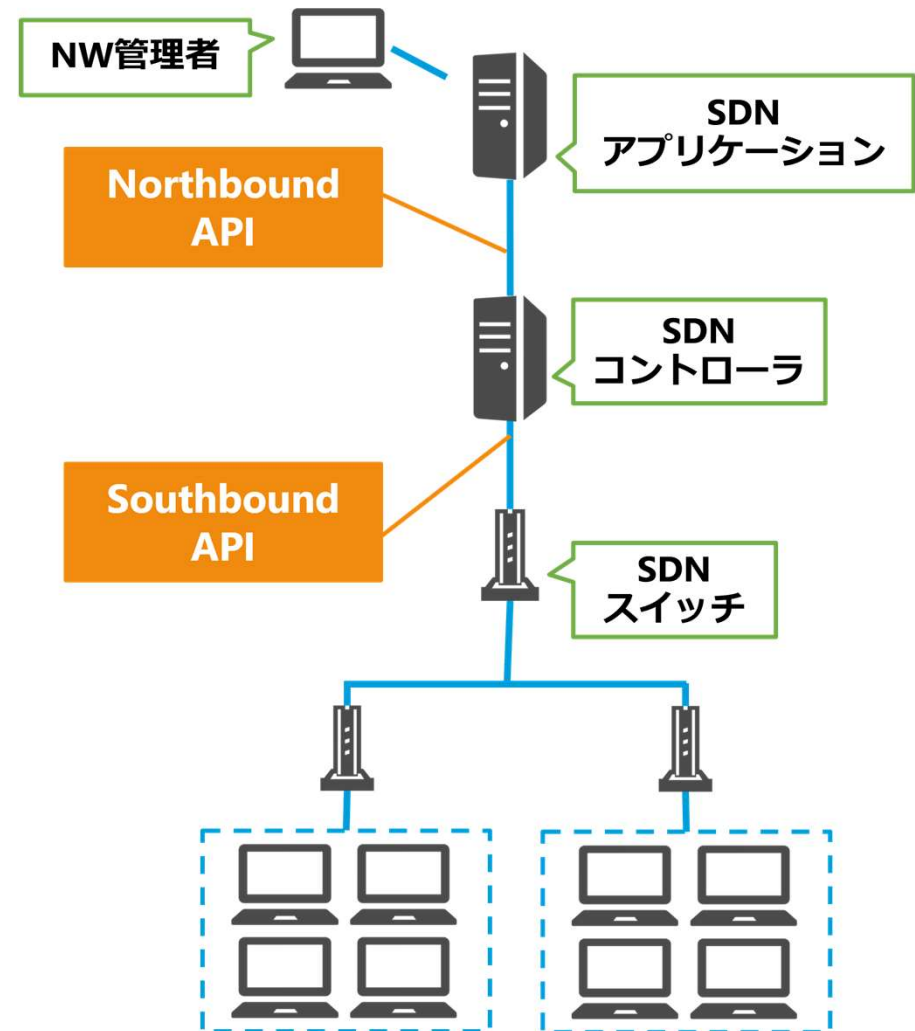 NW管理者
SDN
アプリケーション
Northbound
API
SDN
コントローラ
Southbound
API
SDN
スイッチ